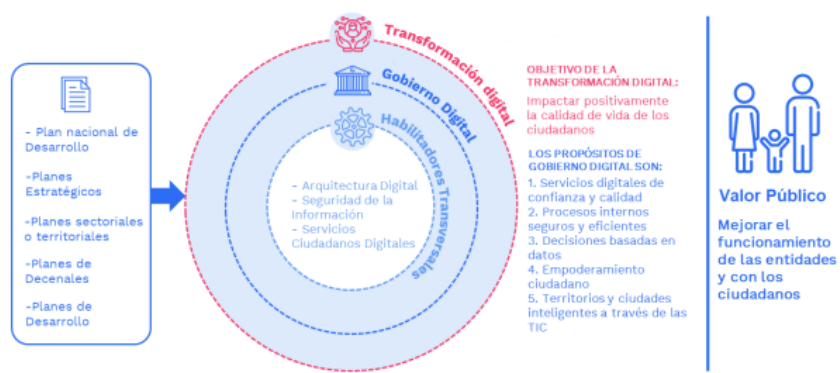 - Plan nacional de
Desarrollo
-Planes
Estratégicos
-Planes sectoriales
o territoriales
-Planes de
Decenales
-Planes de
Desarrollo
Transformación digital
Gobierno Digital
Habilitadores Transversales
- Arquitectura Digital
- Seguridad de la
Información
- Servicios
Ciudadanos Digitales
OBJETIVO DE LA
TRANSFORMACIÓN DIGITAL:
Impactar positivamente
la calidad de vida de los
ciudadanos
LOS PROPÓSITOS DE
GOBIERNO DIGITAL SON:
1. Servicios digitales de
confianza y calidad
2. Procesos internos
seguros y eficientes
3. Decisiones basadas en
datos
4. Empoderamiento
ciudadano
5. Territorios y ciudades
inteligentes a través de las
TIC
Valor Público
Mejorar el
funcionamiento
de las entidades
y con los
ciudadanos